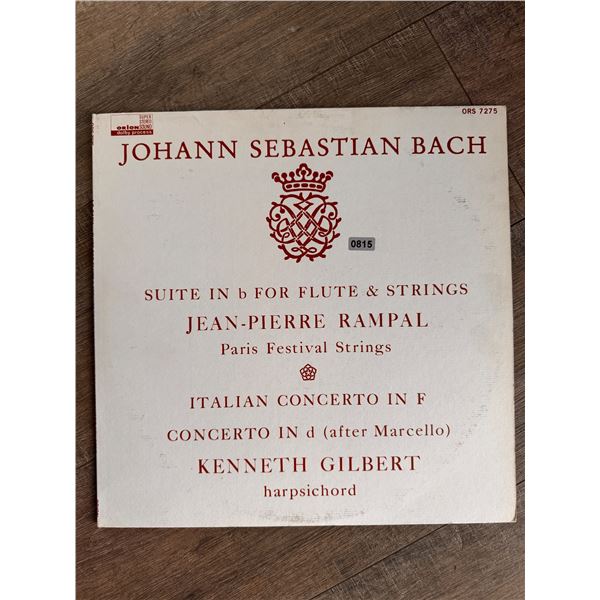 ORION
SUPER
STEREO
SOUND
dolby process
ORS 7275
JOHANN SEBASTIAN BACH
0815
SUITE IN b FOR FLUTE & STRINGS
JEAN-PIERRE RAMPAL
Paris Festival Strings
ITALIAN CONCERTO IN F
CONCERTO IN d (after Marcello)
KENNETH GILBERT
harpsichord